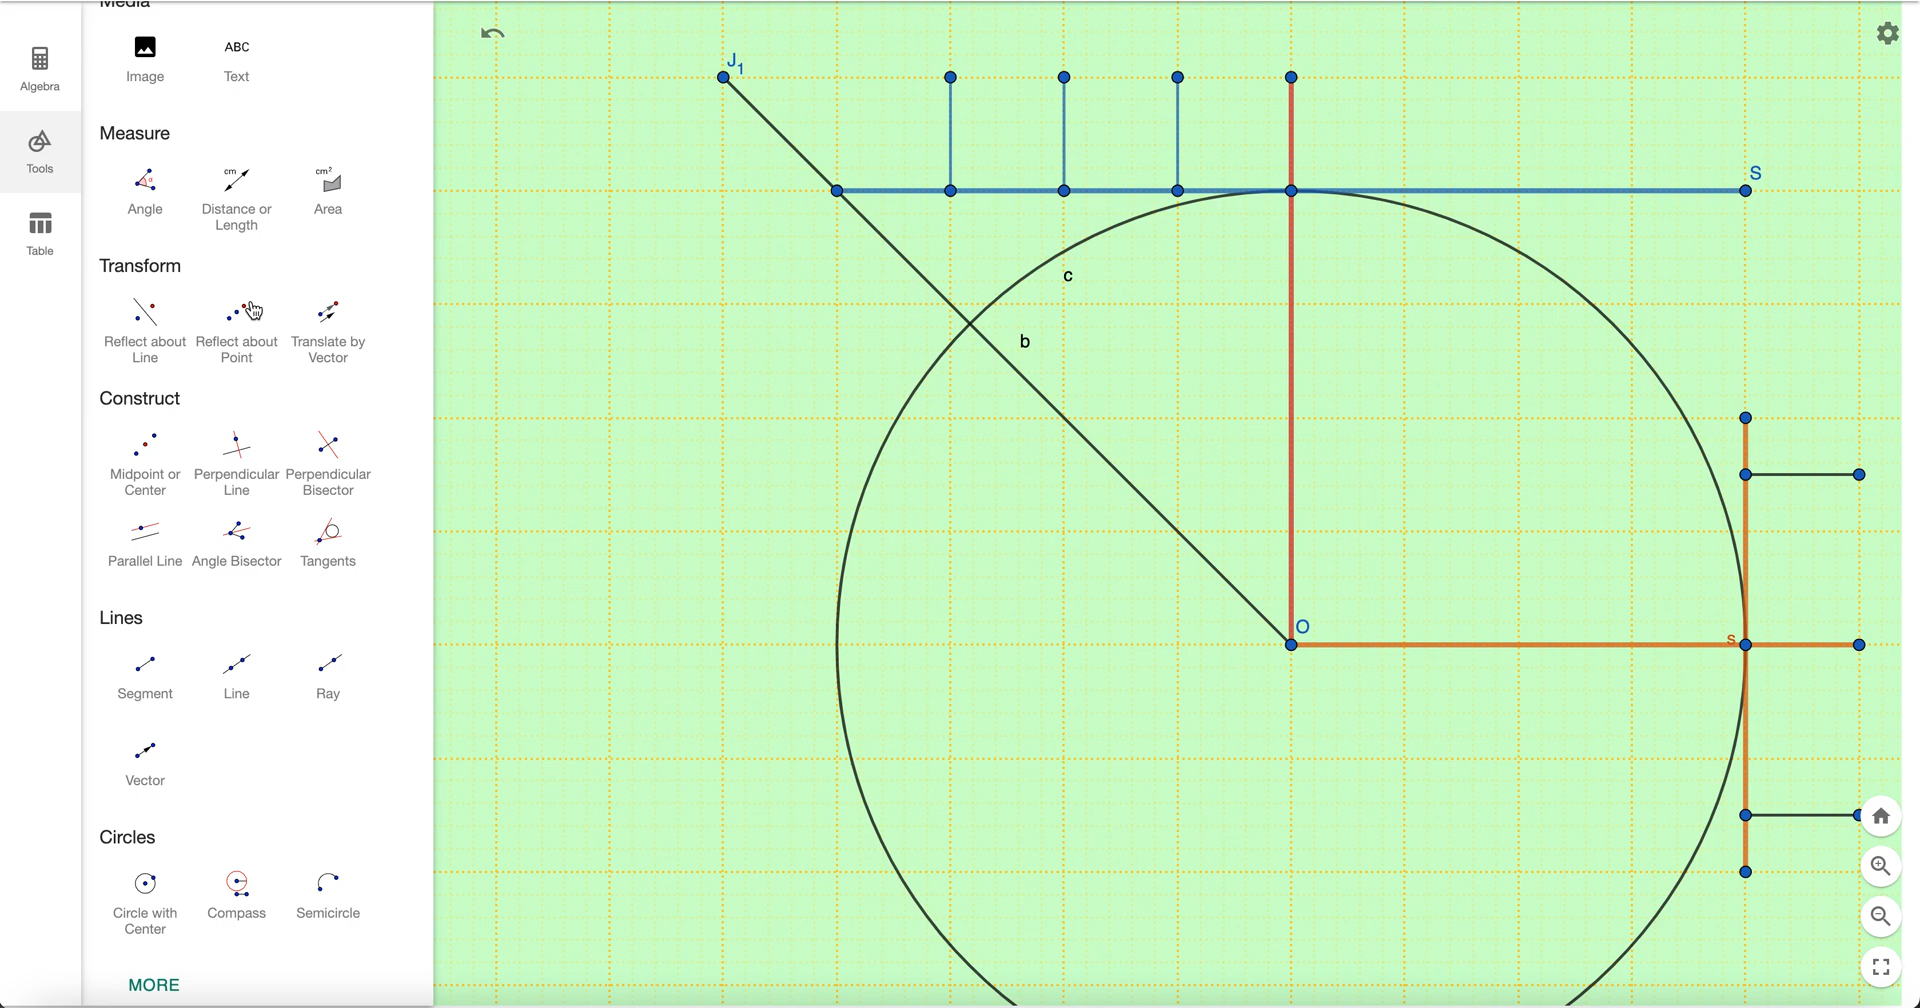 Media
Image
ABC
Text
Algebra
Measure
Tools
α
cm
cm²
Angle
Distance or
Length
Area
Table
Transform
Reflect about
Line
Reflect about
Point
Translate by
Vector
Construct
Midpoint or
Center
Perpendicular
Line
Perpendicular
Bisector
Parallel Line
Angle Bisector
Tangents
Lines
Segment
Line
Ray
Vector
Circles
Circle with
Center
Compass
Semicircle
MORE
J₁
S
c
b
O
s